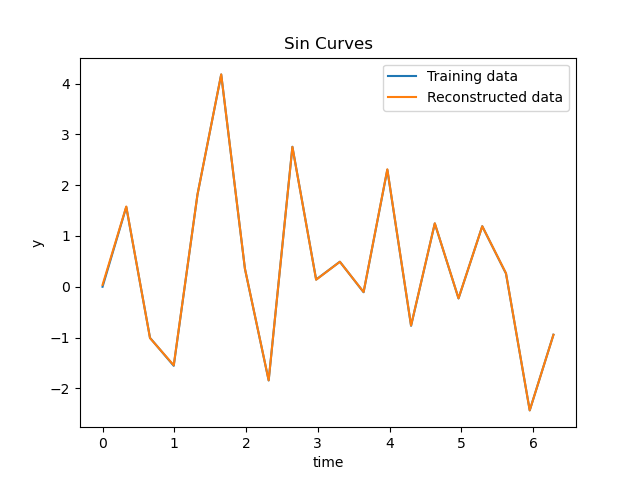 Sin Curves
Training data
Reconstructed data
4
3
2
1
0
−1
−2
y
0 1 2 3 4 5 6
time